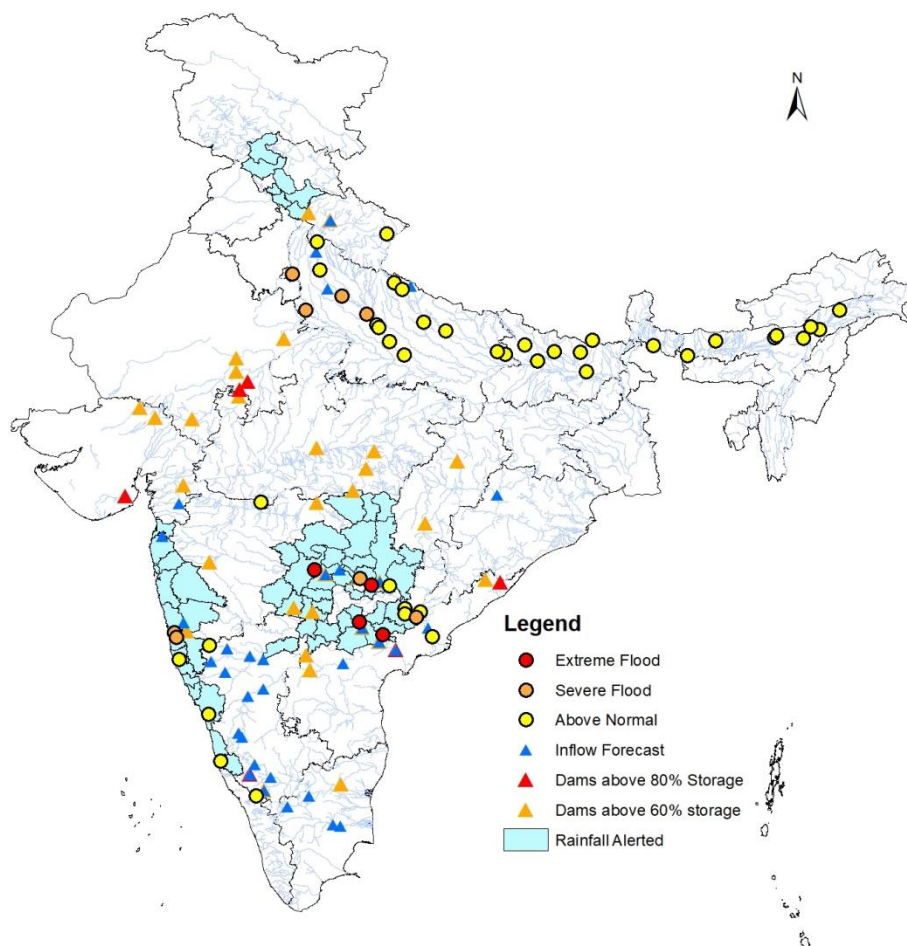 N
Legend
Extreme Flood
Severe Flood
Above Normal
Inflow Forecast
Dams above 80% Storage
Dams above 60% storage
Rainfall Alerted